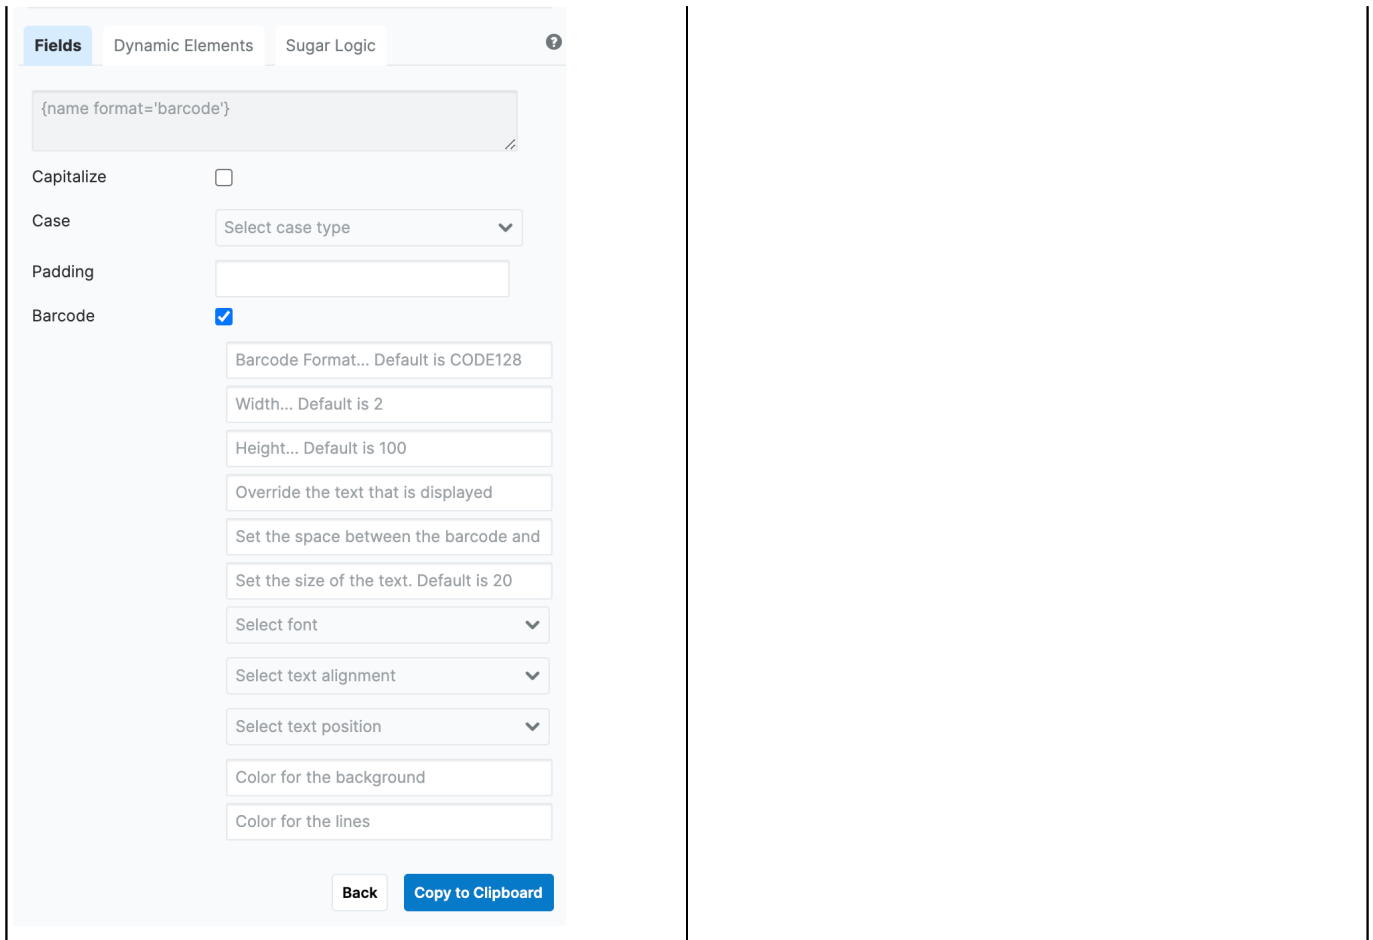 Fields Dynamic Elements Sugar Logic ?
{name format='barcode'}
Capitalize
Case Select case type
Padding
Barcode
Barcode Format... Default is CODE128
Width... Default is 2
Height... Default is 100
Override the text that is displayed
Set the space between the barcode and
Set the size of the text. Default is 20
Select font
Select text alignment
Select text position
Color for the background
Color for the lines
Back Copy to Clipboard